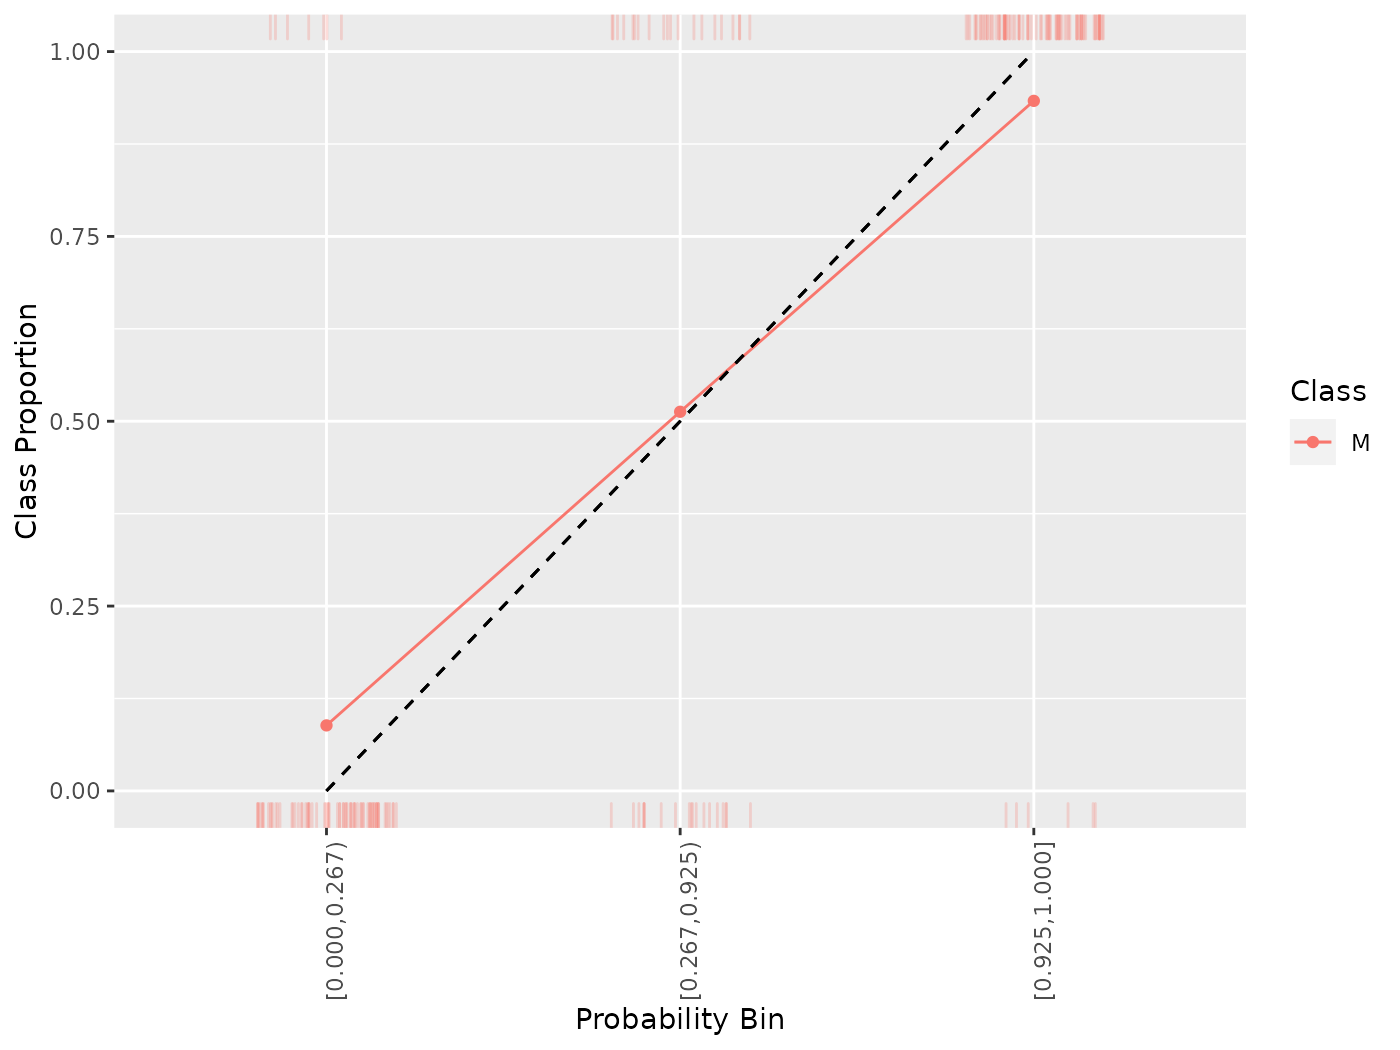 1.00
0.75
0.50
0.25
0.00
Class Proportion
[0.000,0.267)
[0.267,0.925)
[0.925,1.000]
Probability Bin
Class
M